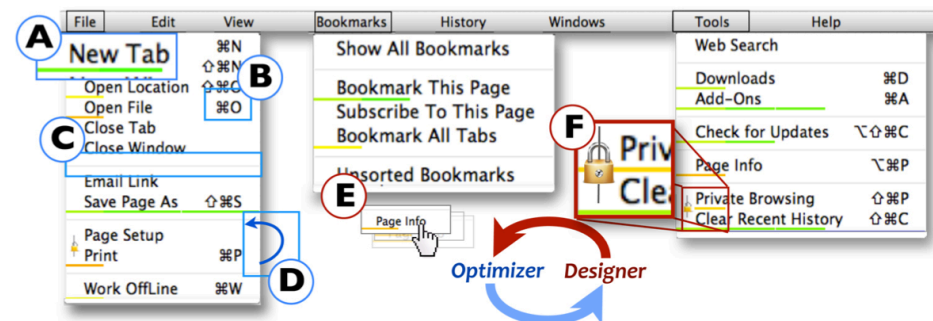 File Edit View Bookmarks History Windows Tools Help
A
New Tab ⌘N
⇧⌘N
Open Location
B
Open File ⌘O
Close Tab
C
Close Window
Email Link
Save Page As ⇧⌘S
Page Setup
Print ⌘P
D
Work OffLine ⌘W
Show All Bookmarks
Bookmark This Page
Subscribe To This Page
Bookmark All Tabs
Unsorted Bookmarks
E
Page Info
Optimizer Designer
F
Priv
Cle
Web Search
Downloads ⌘D
Add-Ons ⌘A
Check for Updates ⌥⇧⌘C
Page Info ⌥⌘P
Private Browsing ⇧⌘P
Clear Recent History ⇧⌘C